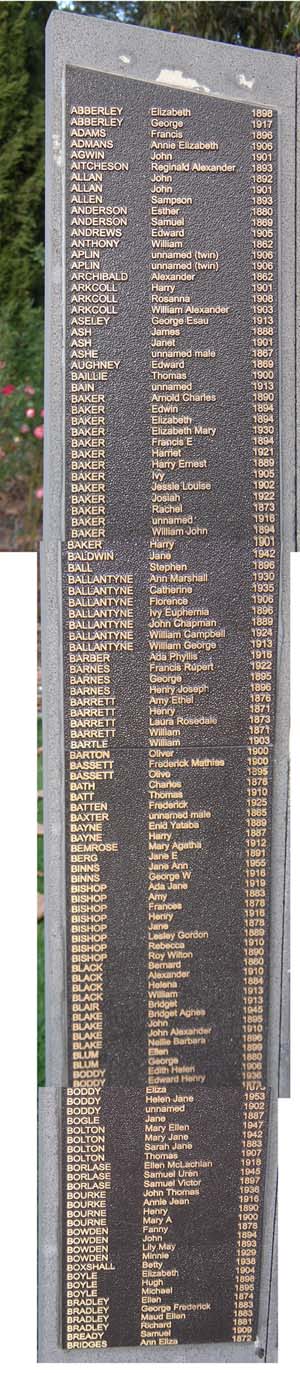 ABBERLEY Elizabeth 1898
ABBERLEY George 1917
ADAMS Francis 1896
ADMANS Annie Elizabeth 1906
AGWIN John 1901
AITCHESON Reginald Alexander 1893
ALLAN John 1892
ALLAN John 1901
ALLEN Sampson 1893
ANDERSON Esther 1880
ANDERSON Samuel 1869
ANDREWS Edward 1905
ANTHONY William 1862
APLIN unnamed (twin) 1906
APLIN unnamed (twin) 1906
ARCHIBALD Alexander 1862
ARKCOLL Harry 1901
ARKCOLL Rosanna 1908
ARKCOLL William Alexander 1903
ASELEY George Esau 1913
ASH James 1888
ASH Janet 1901
ASHE unnamed male 1867
AUGHNEY Edward 1869
BAILLIE Thomas 1900
BAIN unnamed 1913
BAKER Arnold Charles 1890
BAKER Edwin 1894
BAKER Elizabeth 1894
BAKER Elizabeth Mary 1930
BAKER Francis E 1894
BAKER Harriet 1921
BAKER Harry Ernest 1889
BAKER Ivy 1905
BAKER Jessie Louise 1902
BAKER Josiah 1922
BAKER Rachel 1873
BAKER unnamed 1916
BAKER William John 1894
BAKER Harry 1901
BALDWIN Jane 1942
BALL Stephen 1896
BALLANTYNE Ann Marshall 1930
BALLANTYNE Catherine 1935
BALLANTYNE Florence 1906
BALLANTYNE Ivy Euphemia 1896
BALLANTYNE John Chapman 1889
BALLANTYNE William Campbell 1924
BALLANTYNE William George 1913
BARBER Ada Phyllis 1916
BARNES Francis Rupert 1922
BARNES George 1895
BARNES Henry Joseph 1896
BARRETT Amy Ethel 1876
BARRETT Henry 1871
BARRETT Laura Rosedale 1873
BARRETT William 1871
BARTLE William 1903
BARTON Oliver 1900
BASSETT Frederick Mathias 1900
BASSETT Olive 1895
BATH Charles 1878
BATT Thomas 1910
BATTEN Frederick 1925
BAXTER unnamed male 1865
BAYNE Enid Yataba 1889
BAYNE Harry 1887
BEMROSE Mary Agatha 1912
BERG Jane E 1891
BINNS Jane Ann 1955
BINNS George W 1916
BISHOP Ada Jane 1919
BISHOP Amy 1883
BISHOP Frances 1878
BISHOP Henry 1916
BISHOP Jane 1878
BISHOP Lesley Gordon 1889
BISHOP Rebecca 1910
BISHOP Roy Wilton 1890
BLACK Bernard 1860
BLACK Alexander 1910
BLACK Helena 1884
BLACK William 1913
BLAIR Bridget 1913
BLAKE Bridget Agnes 1945
BLAKE John 1895
BLAKE John Alexander 1910
BLAKE Nellie Barbara 1896
BLUM Ellen 1899
BLUM George 1880
BODDY Edith Helen 1906
BODDY Edward Henry 1936
BODDY Eliza
BODDY Helen Jane 1953
BODDY unnamed 1902
BOGLE Jane 1887
BOLTON Mary Ellen 1947
BOLTON Mary Jane 1942
BOLTON Sarah Jane 1883
BOLTON Thomas 1907
BORLASE Ellen McLachlan 1918
BORLASE Samuel Uren 1945
BORLASE Samuel Victor 1897
BOURKE John Thomas 1936
BOURKE Annie Jean 1916
BOURNE Henry 1890
BOURNE Mary A 1900
BOWDEN Fanny 1878
BOWDEN John 1894
BOWDEN Lily May 1893
BOWDEN Minnie 1929
BOXSHALL Betty 1938
BOYLE Elizabeth 1904
BOYLE Hugh 1898
BOYLE Michael 1895
BRADLEY Ellen 1874
BRADLEY George Frederick 1883
BRADLEY Maud Ellen 1883
BRADLEY Richard 1881
BREADY Samuel 1909
BRIDGES Ann Eliza 1872